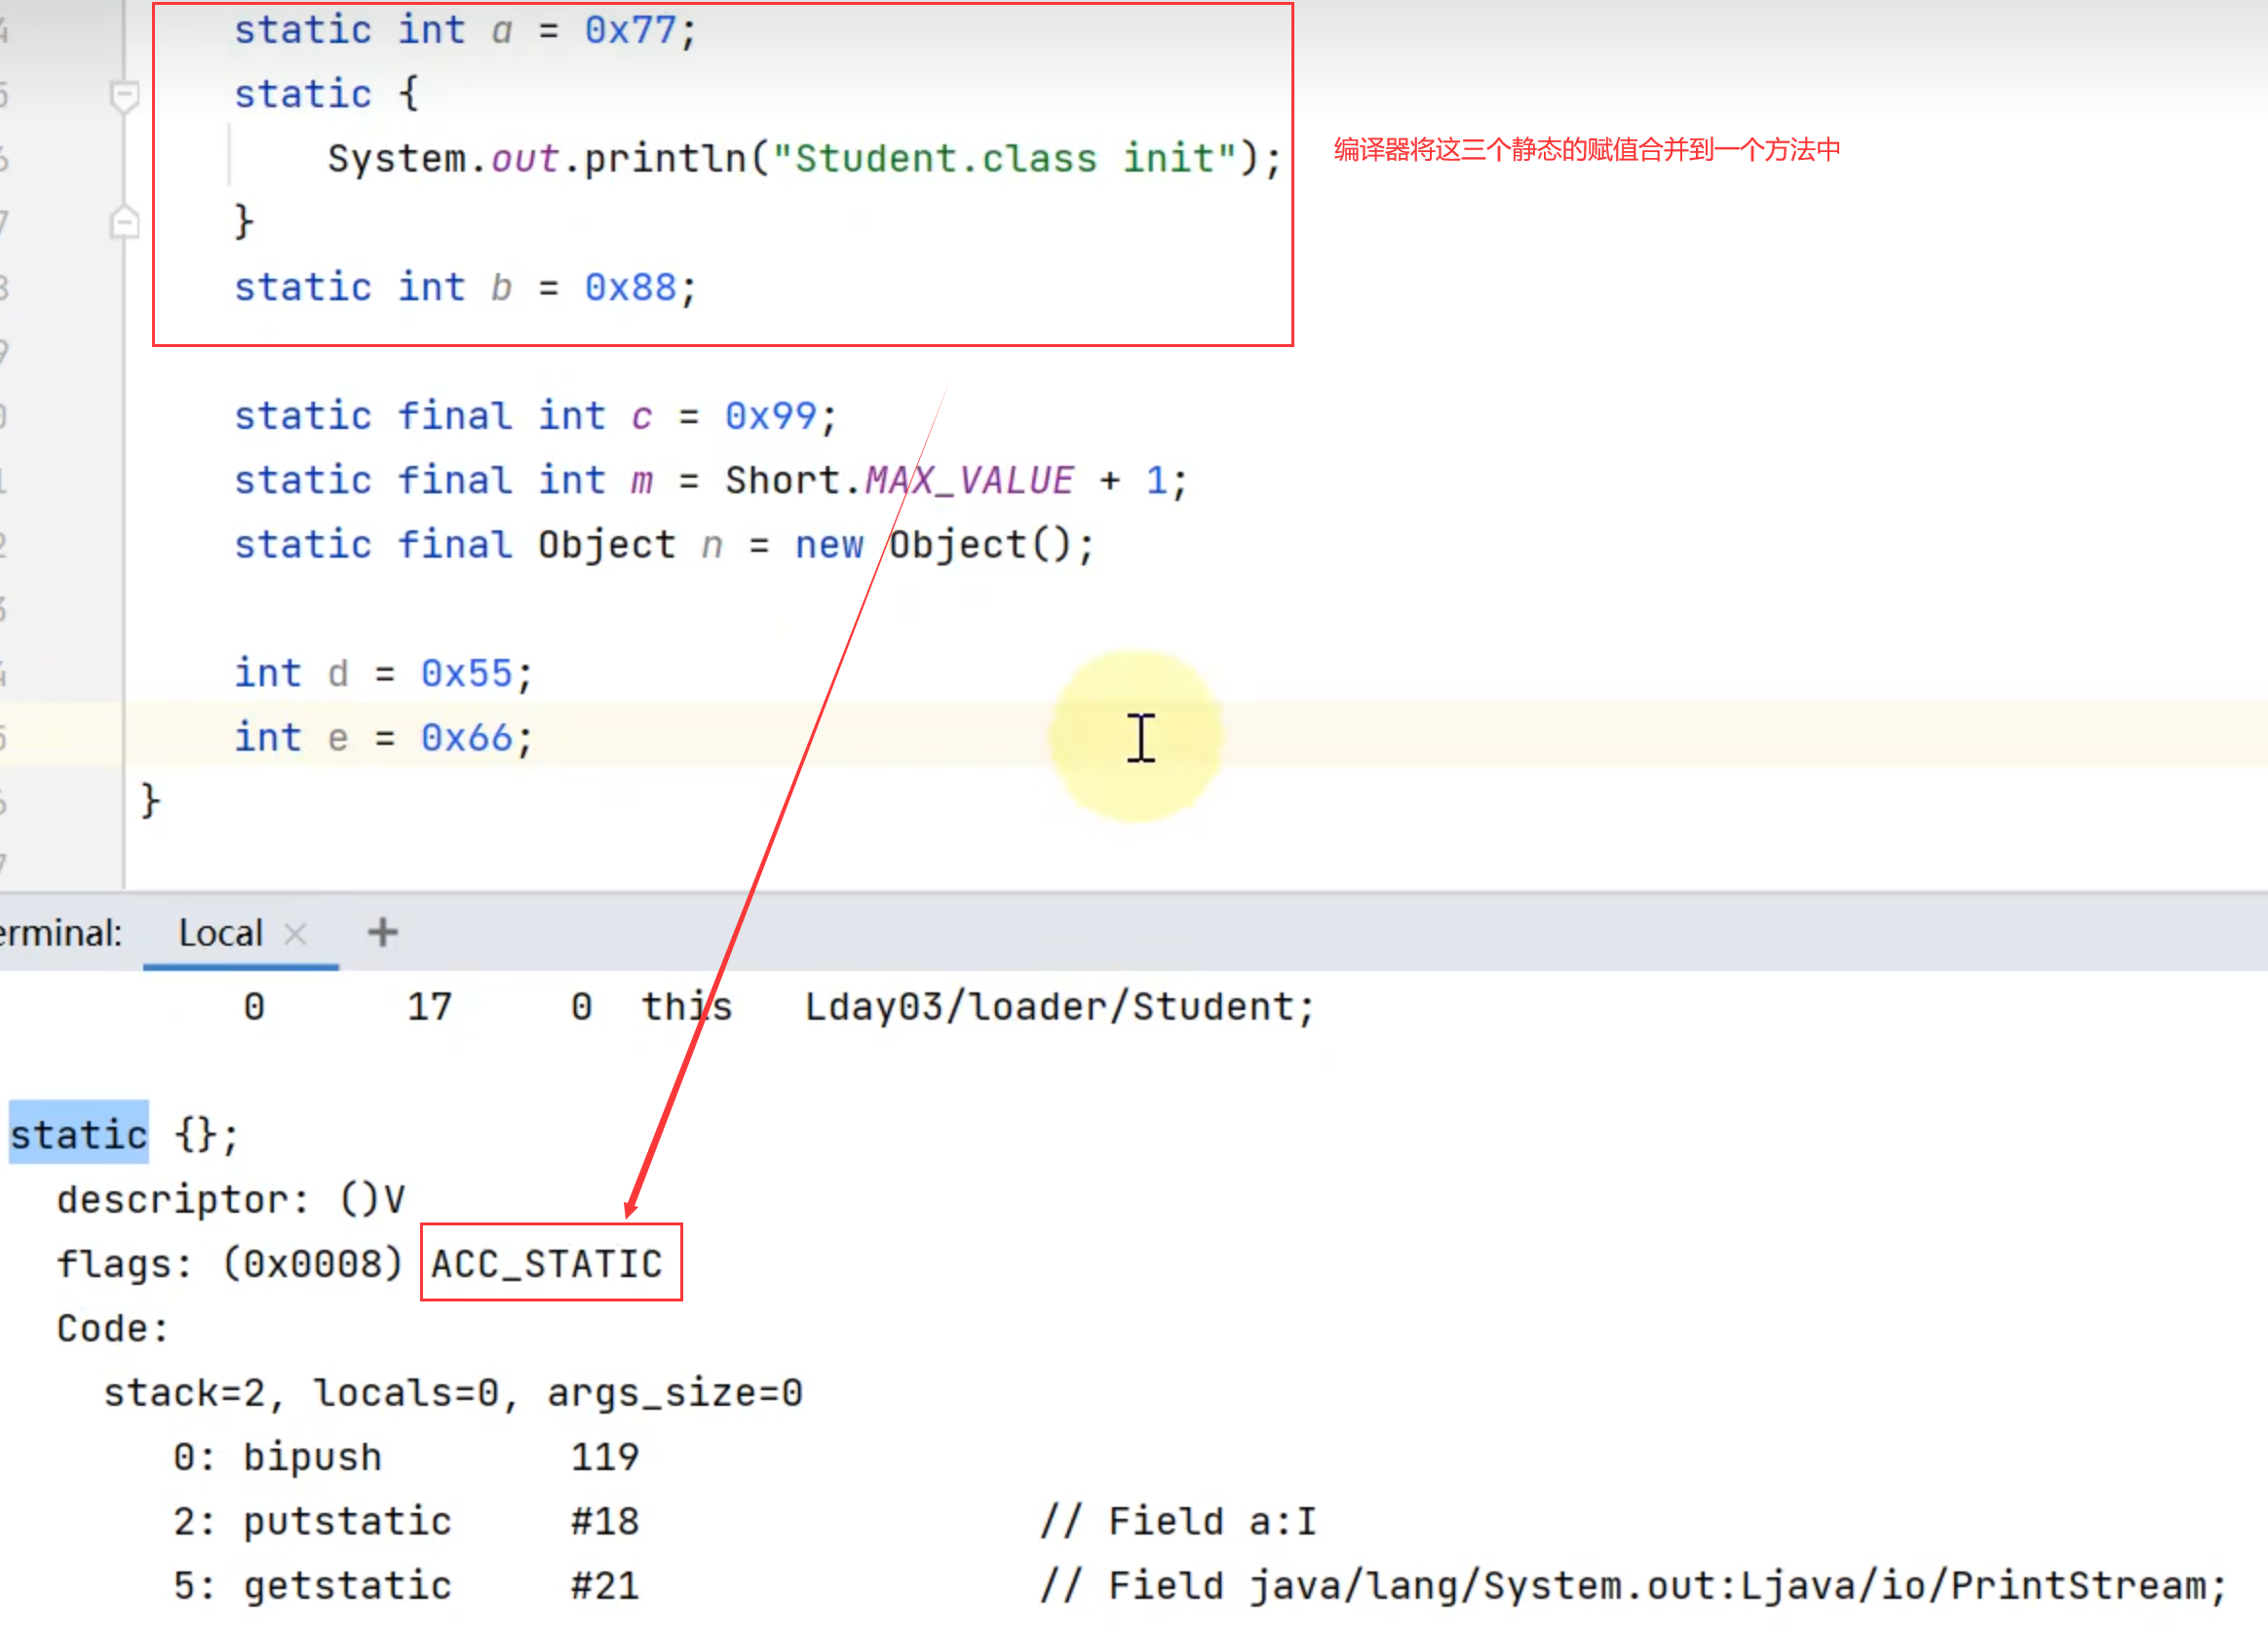 static int a = 0x77;
static {
System.out.println("Student.class init");
编译器将这三个静态的赋值合并到一个方法中
}
static int b = 0x88;
static final int c = 0x99;
static final int m = Short.MAX_VALUE + 1;
static final Object n = new Object();
int d = 0x55;
int e = 0x66;
}
erminal: Local × +
0 17 0 this Lday03/loader/Student;
static {};
descriptor: ()V
flags: (0x0008) ACC_STATIC
Code:
stack=2, locals=0, args_size=0
0: bipush 119
2: putstatic #18 // Field a:I
5: getstatic #21 // Field java/lang/System.out:Ljava/io/PrintStream;